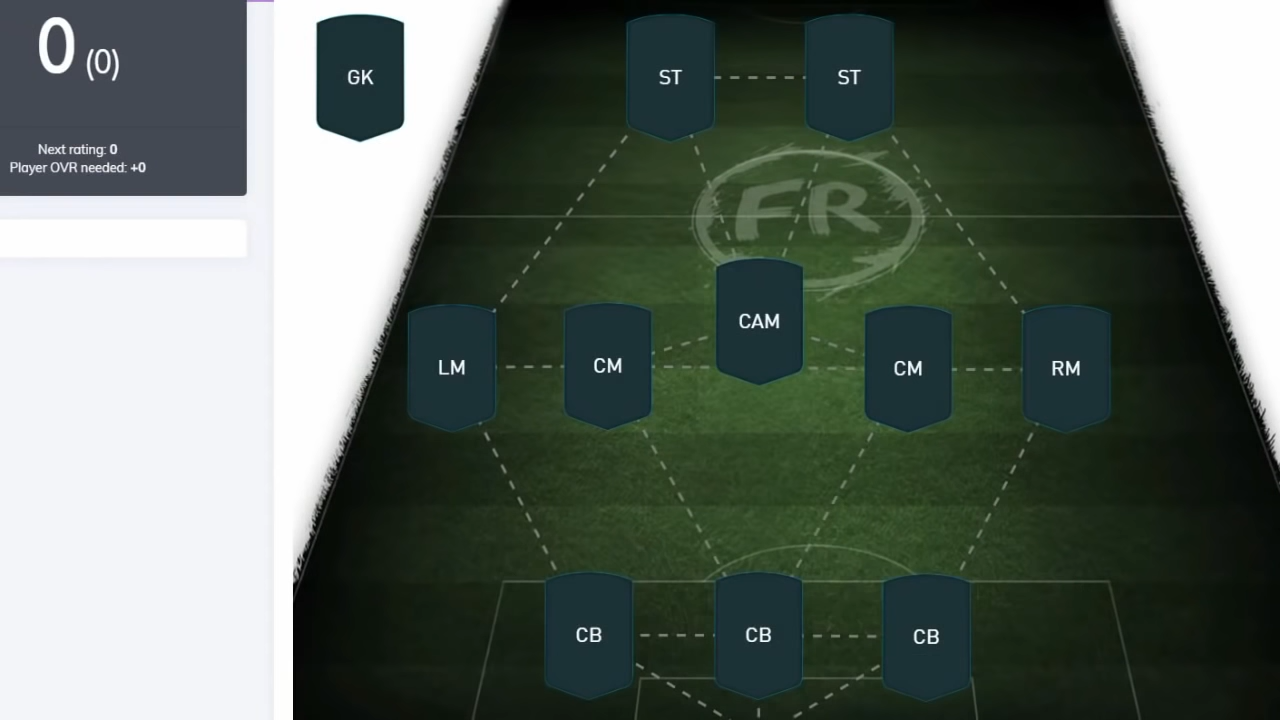 0 (0)
Next rating: 0
Player OVR needed: +0
GK
ST
ST
FR
CAM
LM
CM
CM
RM
CB
CB
CB